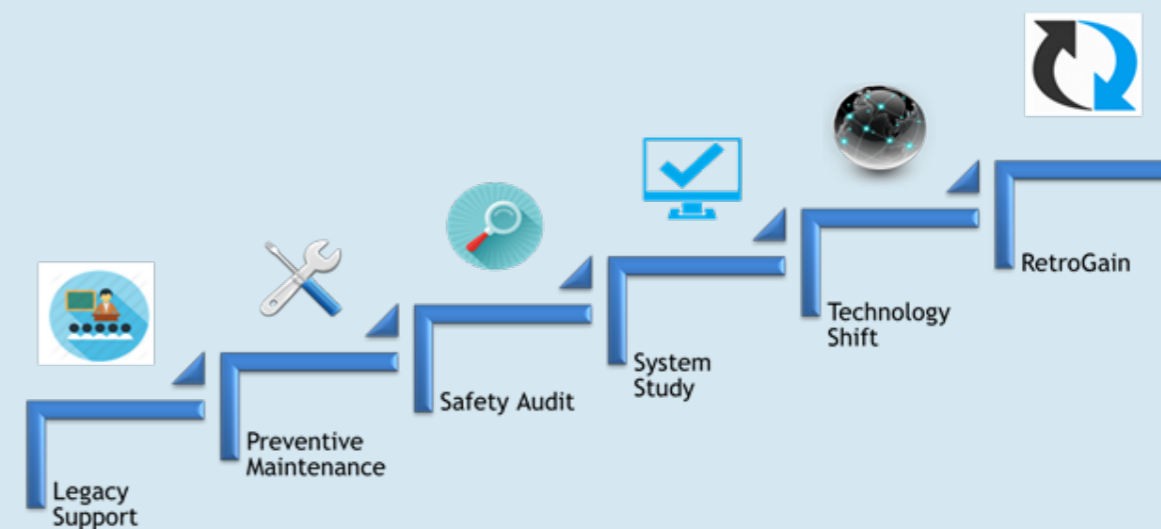 Legacy
Support
Preventive
Maintenance
Safety Audit
System
Study
Technology
Shift
RetroGain